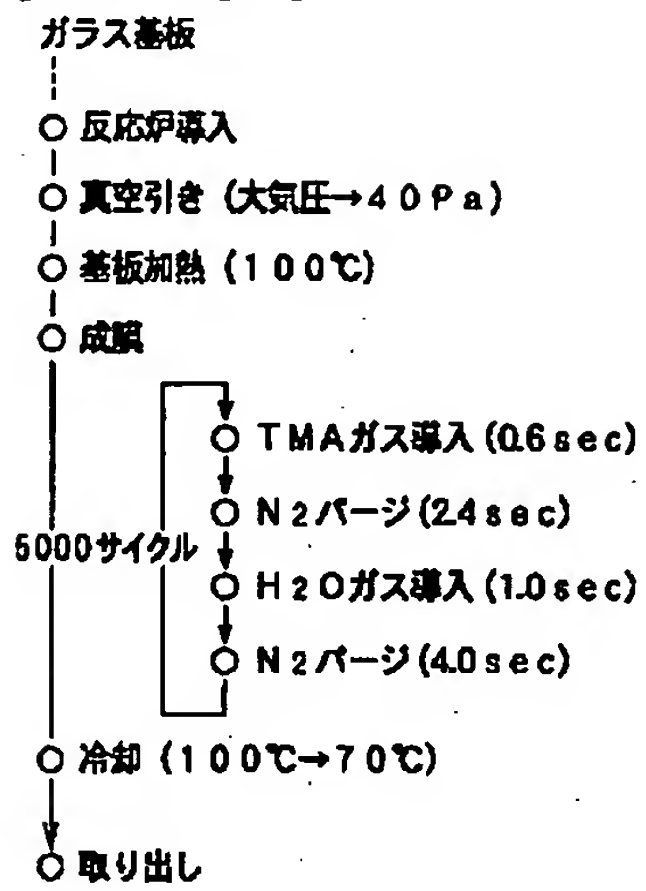 ガラス基板
反応炉導入
真空引き (大気圧→40Pa)
基板加熱 (100℃)
成膜
TMAガス導入 (0.6sec)
N2パージ (2.4sec)
5000サイクル
H2Oガス導入 (1.0sec)
N2パージ (4.0sec)
冷却 (100℃→70℃)
取り出し